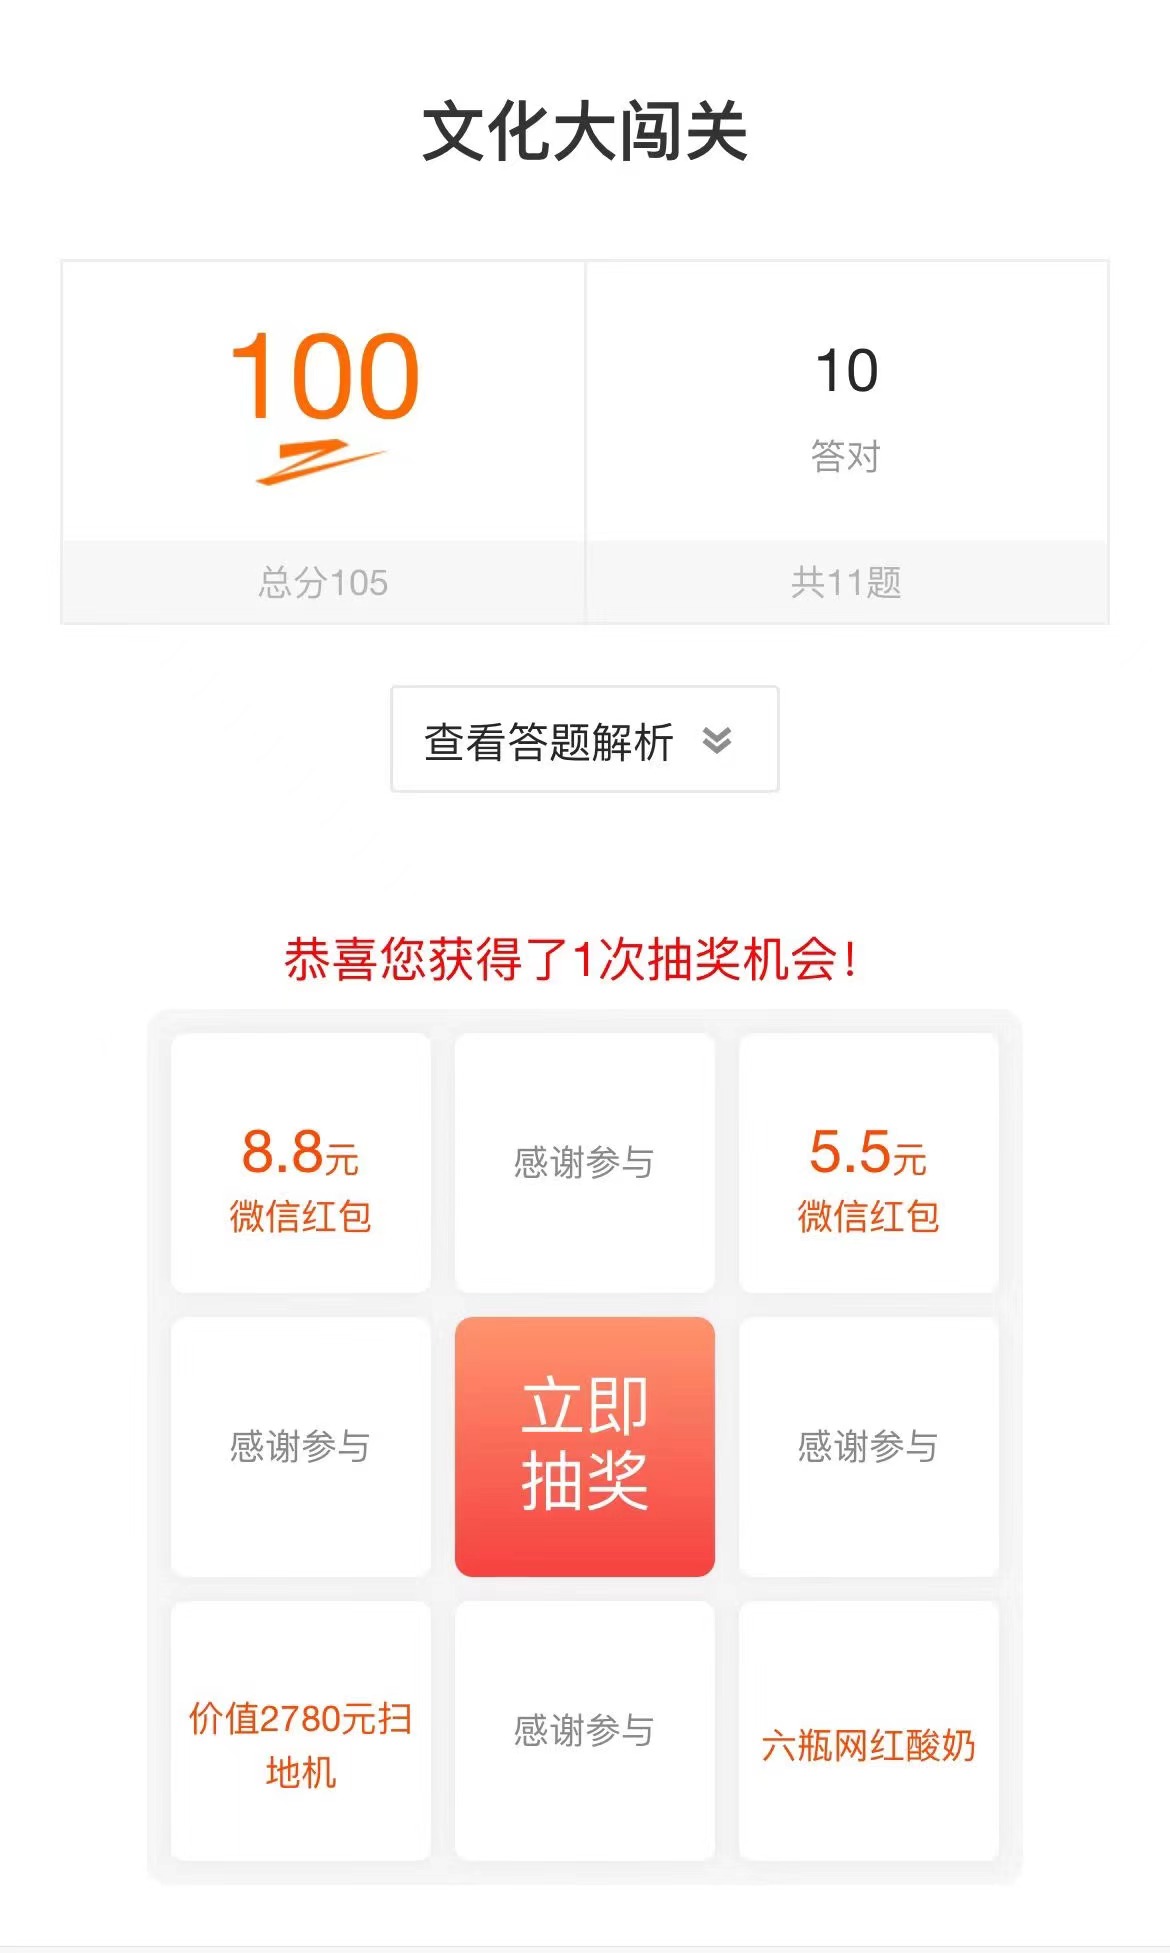 文化大闯关
100
10
答对
总分105
共11题
查看答题解析
恭喜您获得了1次抽奖机会！
8.8元
微信红包
感谢参与
5.5元
微信红包
感谢参与
立即
抽奖
感谢参与
价值2780元扫
地机
感谢参与
六瓶网红酸奶